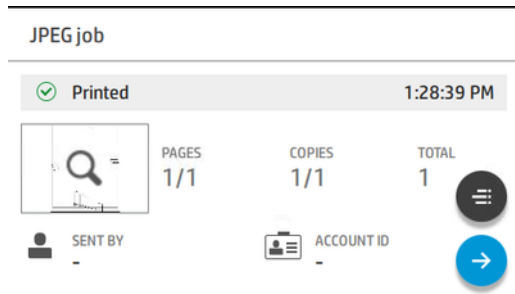 JPEG job
Printed 1:28:39 PM
PAGES COPIES TOTAL
1/1 1/1 1
SENT BY ACCOUNT ID
- -